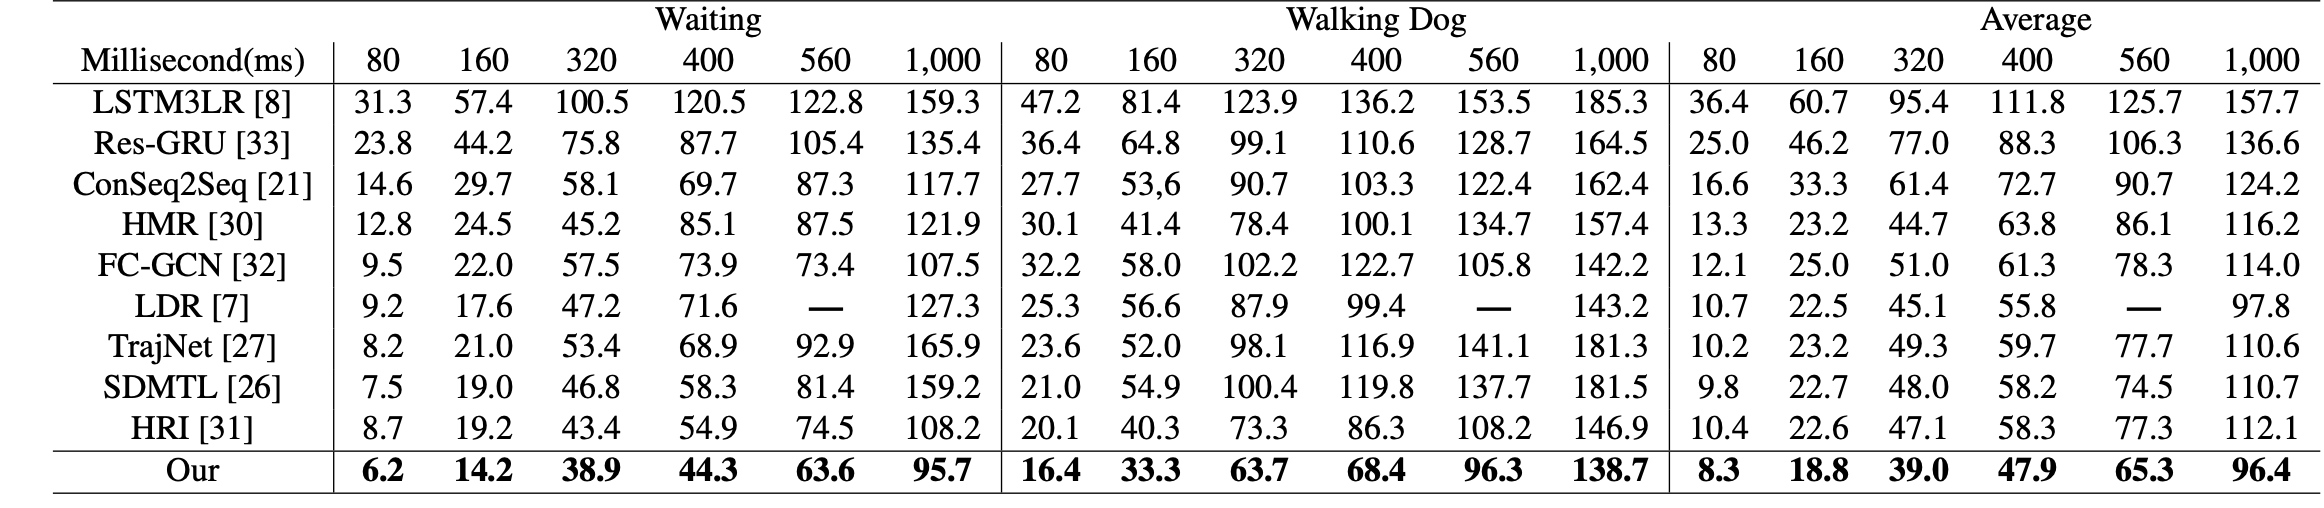 Waiting Walking Dog Average
Millisecond(ms) 80 160 320 400 560 1,000 80 160 320 400 560 1,000 80 160 320 400 560 1,000
LSTM3LR [8] 31.3 57.4 100.5 120.5 122.8 159.3 47.2 81.4 123.9 136.2 153.5 185.3 36.4 60.7 95.4 111.8 125.7 157.7
Res-GRU [33] 23.8 44.2 75.8 87.7 105.4 135.4 36.4 64.8 99.1 110.6 128.7 164.5 25.0 46.2 77.0 88.3 106.3 136.6
ConSeq2Seq [21] 14.6 29.7 58.1 69.7 87.3 117.7 27.7 53,6 90.7 103.3 122.4 162.4 16.6 33.3 61.4 72.7 90.7 124.2
HMR [30] 12.8 24.5 45.2 85.1 87.5 121.9 30.1 41.4 78.4 100.1 134.7 157.4 13.3 23.2 44.7 63.8 86.1 116.2
FC-GCN [32] 9.5 22.0 57.5 73.9 73.4 107.5 32.2 58.0 102.2 122.7 105.8 142.2 12.1 25.0 51.0 61.3 78.3 114.0
LDR [7] 9.2 17.6 47.2 71.6 — 127.3 25.3 56.6 87.9 99.4 — 143.2 10.7 22.5 45.1 55.8 — 97.8
TrajNet [27] 8.2 21.0 53.4 68.9 92.9 165.9 23.6 52.0 98.1 116.9 141.1 181.3 10.2 23.2 49.3 59.7 77.7 110.6
SDMTL [26] 7.5 19.0 46.8 58.3 81.4 159.2 21.0 54.9 100.4 119.8 137.7 181.5 9.8 22.7 48.0 58.2 74.5 110.7
HRI [31] 8.7 19.2 43.4 54.9 74.5 108.2 20.1 40.3 73.3 86.3 108.2 146.9 10.4 22.6 47.1 58.3 77.3 112.1
Our 6.2 14.2 38.9 44.3 63.6 95.7 16.4 33.3 63.7 68.4 96.3 138.7 8.3 18.8 39.0 47.9 65.3 96.4